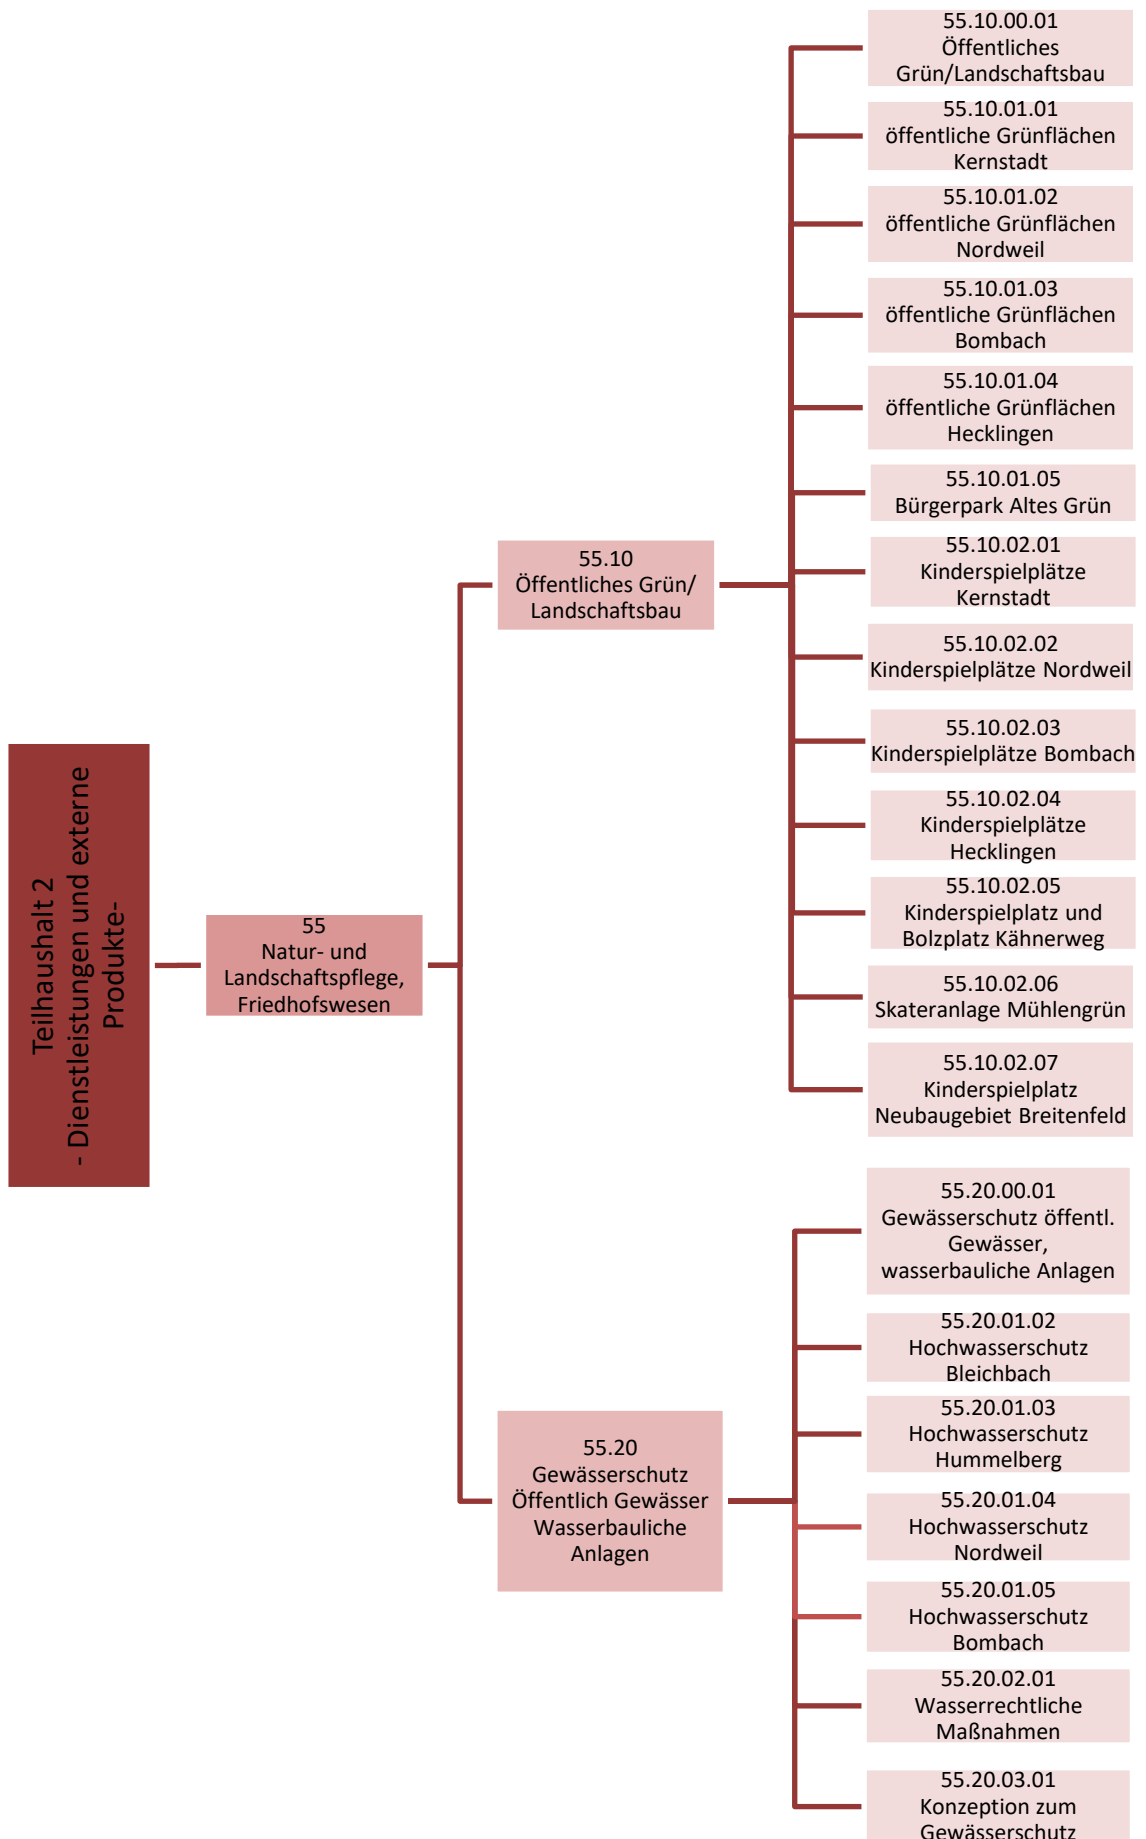 Teilhaushalt 2
- Dienstleistungen und externe
Produkte-
55
Natur- und
Landschaftspflege,
Friedhofswesen
55.10
Öffentliches Grün/
Landschaftsbau
55.10.00.01
Öffentliches
Grün/Landschaftsbau
55.10.01.01
öffentliche Grünflächen
Kernstadt
55.10.01.02
öffentliche Grünflächen
Nordweil
55.10.01.03
öffentliche Grünflächen
Bombach
55.10.01.04
öffentliche Grünflächen
Hecklingen
55.10.01.05
Bürgerpark Altes Grün
55.10.02.01
Kinderspielplätze
Kernstadt
55.10.02.02
Kinderspielplätze Nordweil
55.10.02.03
Kinderspielplätze Bombach
55.10.02.04
Kinderspielplätze
Hecklingen
55.10.02.05
Kinderspielplatz und
Bolzplatz Kähnerweg
55.10.02.06
Skateranlage Mühlengrün
55.10.02.07
Kinderspielplatz
Neubaugebiet Breitenfeld
55.20
Gewässerschutz
Öffentlich Gewässer
Wasserbauliche
Anlagen
55.20.00.01
Gewässerschutz öffentl.
Gewässer,
wasserbauliche Anlagen
55.20.01.02
Hochwasserschutz
Bleichbach
55.20.01.03
Hochwasserschutz
Hummelberg
55.20.01.04
Hochwasserschutz
Nordweil
55.20.01.05
Hochwasserschutz
Bombach
55.20.02.01
Wasserrechtliche
Maßnahmen
55.20.03.01
Konzeption zum
Gewässerschutz